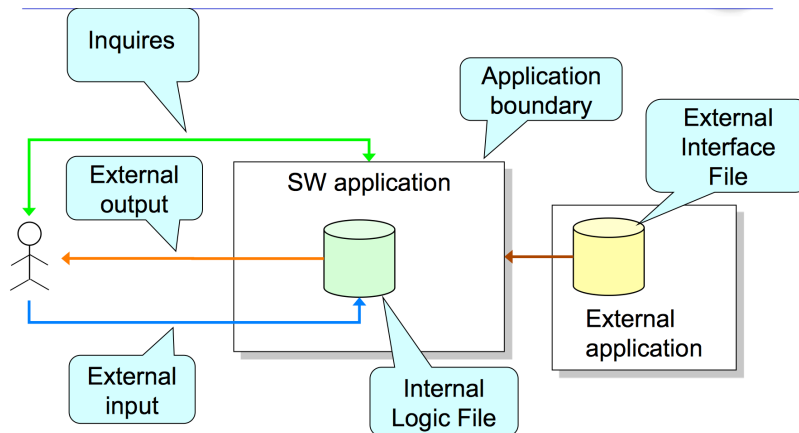 Inquires
Application
boundary
External
Interface
File
External
output
SW application
External
application
External
input
Internal
Logic File